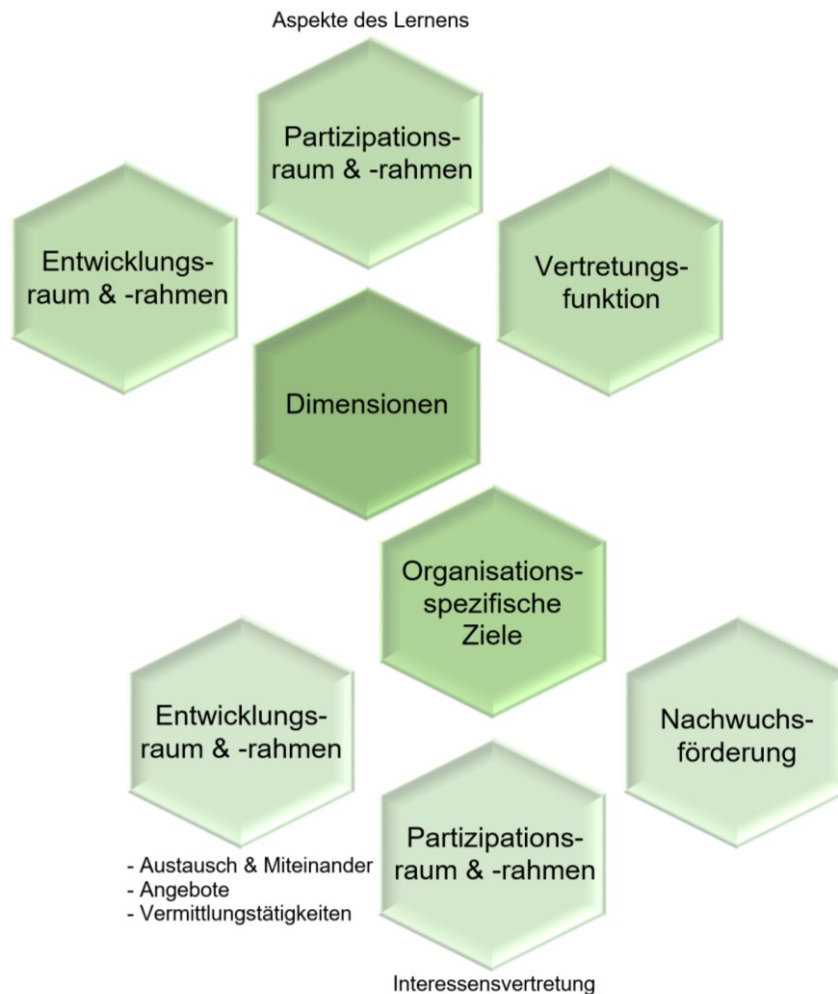 Aspekte des Lernens
Partizipations-
raum & -rahmen
Entwicklungs-
raum & -rahmen
Vertretungs-
funktion
Dimensionen
Organisations-
spezifische
Ziele
Entwicklungs-
raum & -rahmen
Nachwuchs-
förderung
- Austausch & Miteinander
- Angebote
- Vermittlungstätigkeiten
Partizipations-
raum & -rahmen
Interessensvertretung